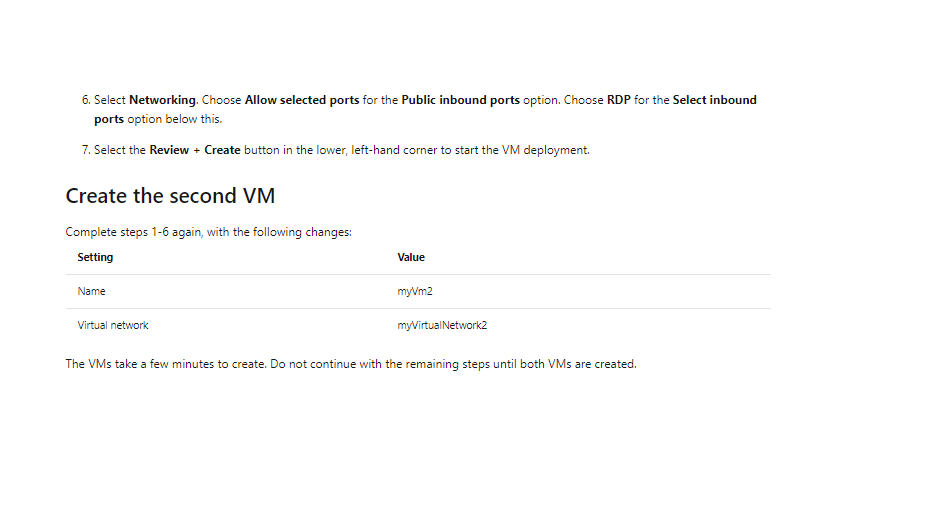 6. Select Networking. Choose Allow selected ports for the Public inbound ports option. Choose RDP for the Select inbound
ports option below this.
7. Select the Review + Create button in the lower, left-hand corner to start the VM deployment.
Create the second VM
Complete steps 1-6 again, with the following changes:
Setting Value
Name myVm2
Virtual network myVirtualNetwork2
The VMs take a few minutes to create. Do not continue with the remaining steps until both VMs are created.